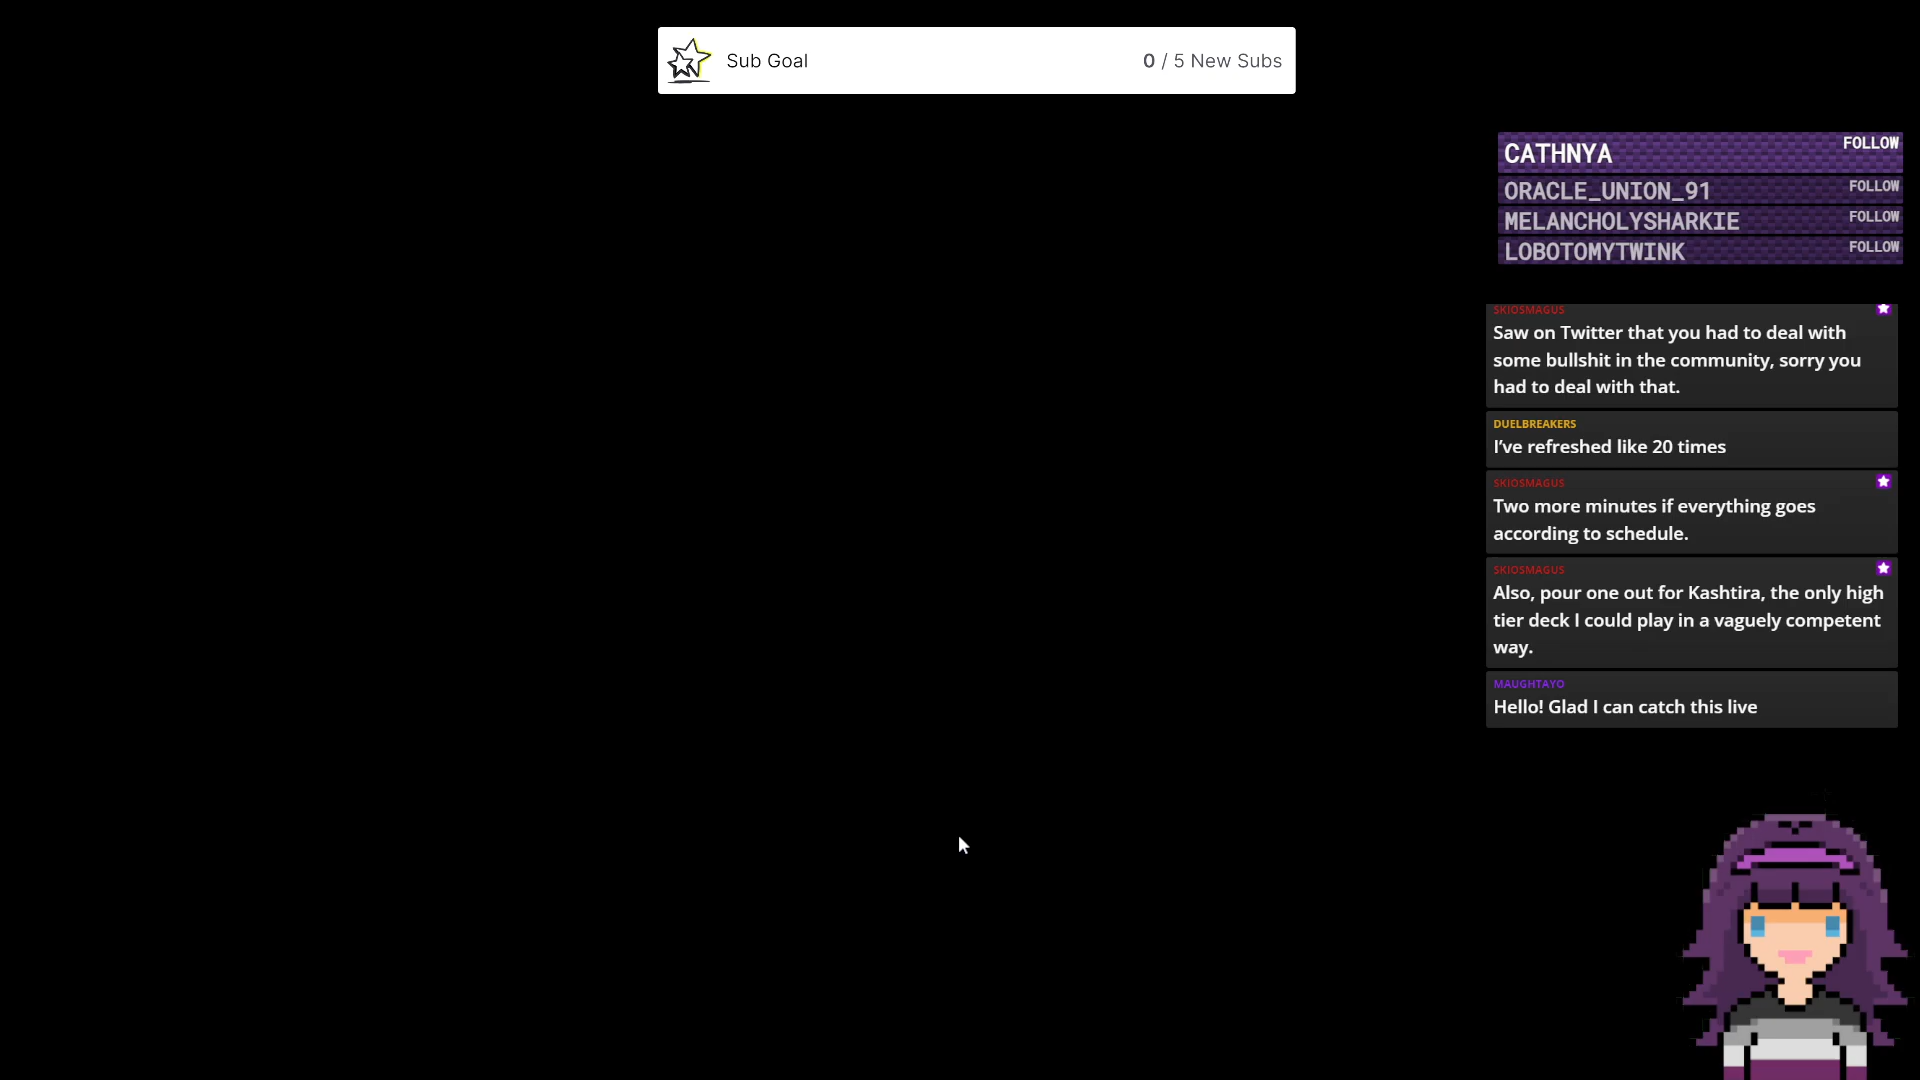 Sub Goal
0 / 5 New Subs
CATHNYA FOLLOW
ORACLE_UNION_91 FOLLOW
MELANCHOLYSHARKIE FOLLOW
LOBOTOMYTWINK FOLLOW
SKIOSMAGUS
Saw on Twitter that you had to deal with
some bullshit in the community, sorry you
had to deal with that.
DUELBREAKERS
I’ve refreshed like 20 times
SKIOSMAGUS
Two more minutes if everything goes
according to schedule.
SKIOSMAGUS
Also, pour one out for Kashtira, the only high
tier deck I could play in a vaguely competent
way.
MAUGHTAYO
Hello! Glad I can catch this live